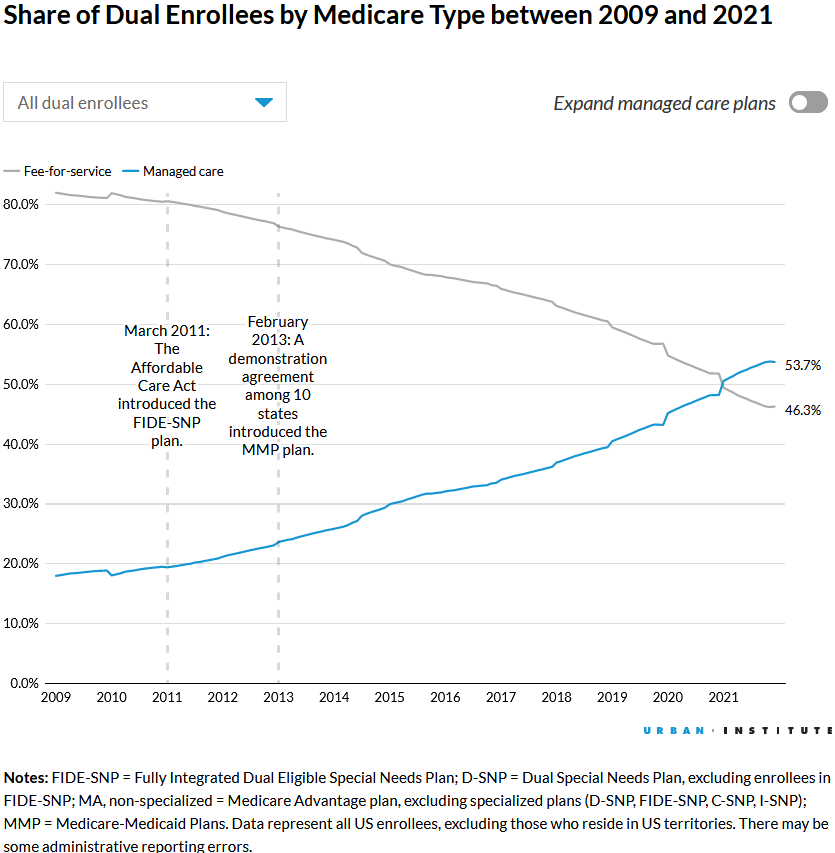 Share of Dual Enrollees by Medicare Type between 2009 and 2021
All dual enrollees
Expand managed care plans
Fee-for-service
Managed care
80.0%
70.0%
60.0%
50.0%
40.0%
30.0%
20.0%
10.0%
0.0%
March 2011:
The
Affordable
Care Act
introduced the
FIDE-SNP
plan.
February
2013: A
demonstration
agreement
among 10
states
introduced the
MMP plan.
53.7%
46.3%
2009 2010 2011 2012 2013 2014 2015 2016 2017 2018 2019 2020 2021
URBAN · INSTITUTE
Notes: FIDE-SNP = Fully Integrated Dual Eligible Special Needs Plan; D-SNP = Dual Special Needs Plan, excluding enrollees in
FIDE-SNP; MA, non-specialized = Medicare Advantage plan, excluding specialized plans (D-SNP, FIDE-SNP, C-SNP, I-SNP);
MMP = Medicare-Medicaid Plans. Data represent all US enrollees, excluding those who reside in US territories. There may be
some administrative reporting errors.